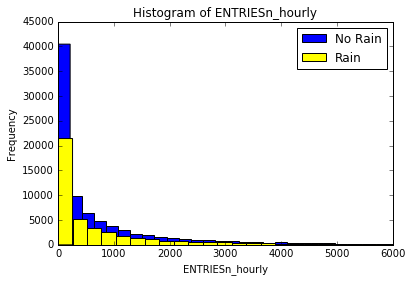 Histogram of ENTRIESn_hourly
45000
40000
35000
30000
25000
20000
15000
10000
5000
0
Frequency
No Rain
Rain
0 1000 2000 3000 4000 5000 6000
ENTRIESn_hourly